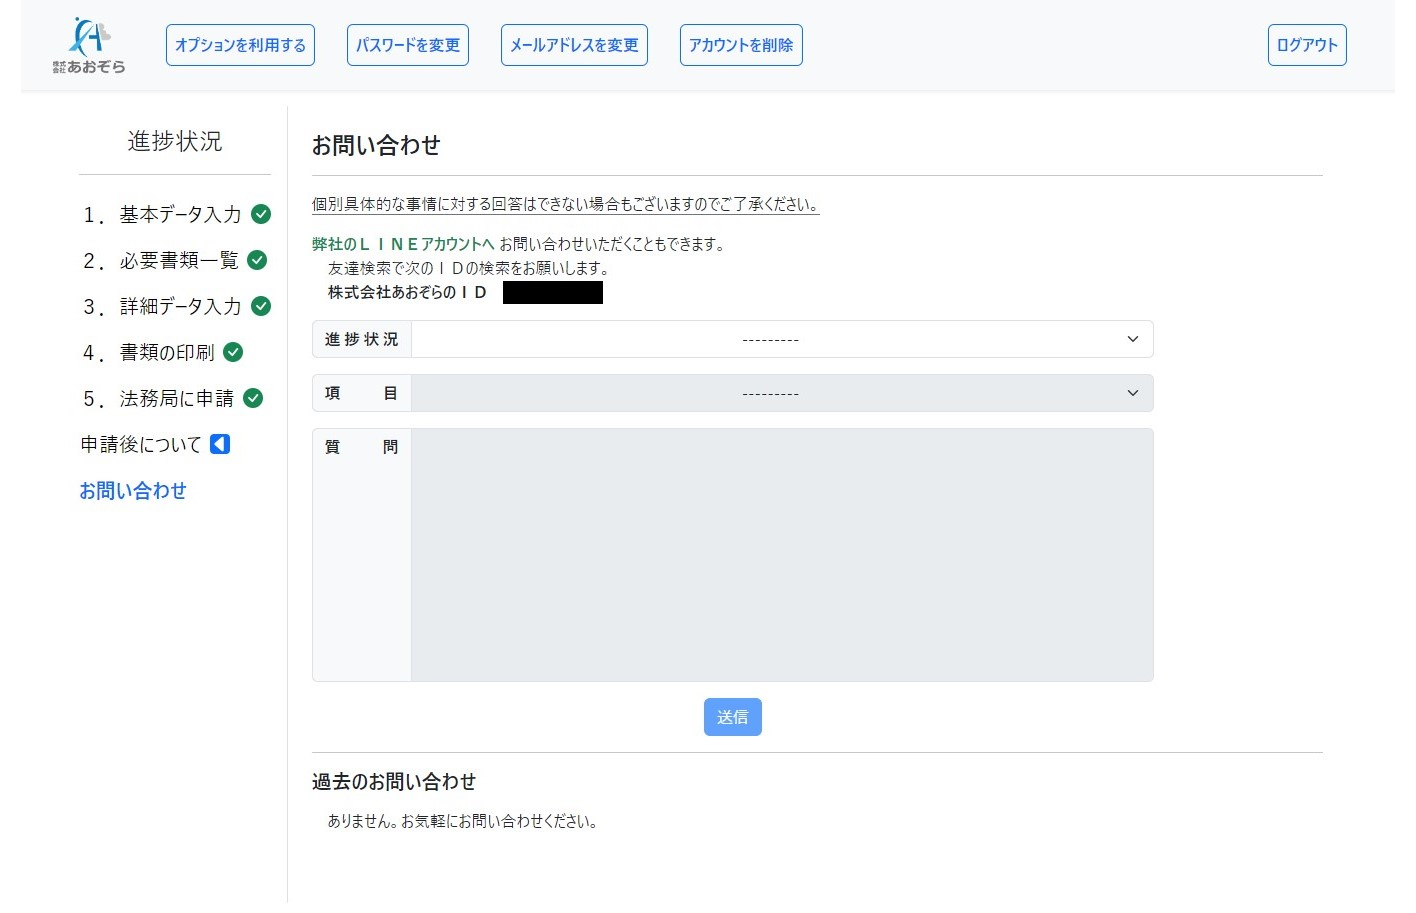 株式会社あおぞら
オプションを利用する
パスワードを変更
メールアドレスを変更
アカウントを削除
ログアウト
進捗状況
１．基本データ入力
２．必要書類一覧
３．詳細データ入力
４．書類の印刷
５．法務局に申請
申請後について
お問い合わせ
お問い合わせ
個別具体的な事情に対する回答はできない場合もございますのでご了承ください。
弊社のＬＩＮＥアカウントへ お問い合わせいただくこともできます。
友達検索で次のＩＤの検索をお願いします。
株式会社あおぞらのＩＤ
進捗状況 ---------
項目 ---------
質問
送信
過去のお問い合わせ
ありません。お気軽にお問い合わせください。